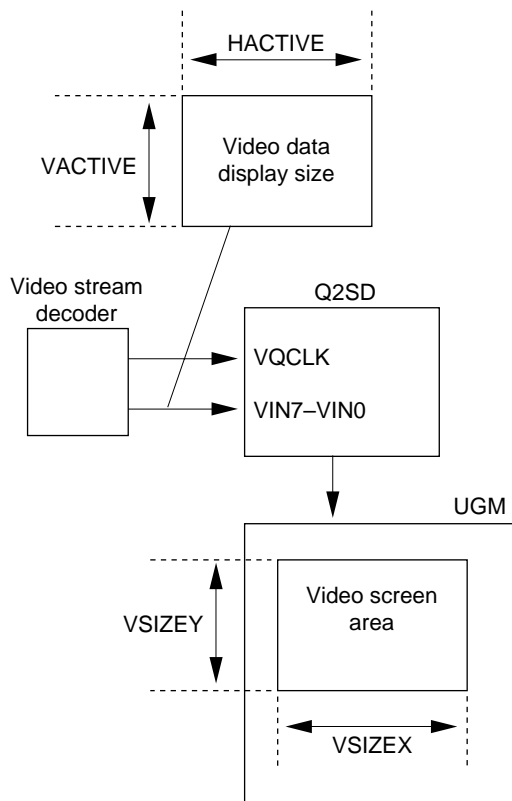 HACTIVE
VACTIVE
Video data
display size
Video stream
decoder
Q2SD
VQCLK
VIN7–VIN0
UGM
VSIZEY
Video screen
area
VSIZEX